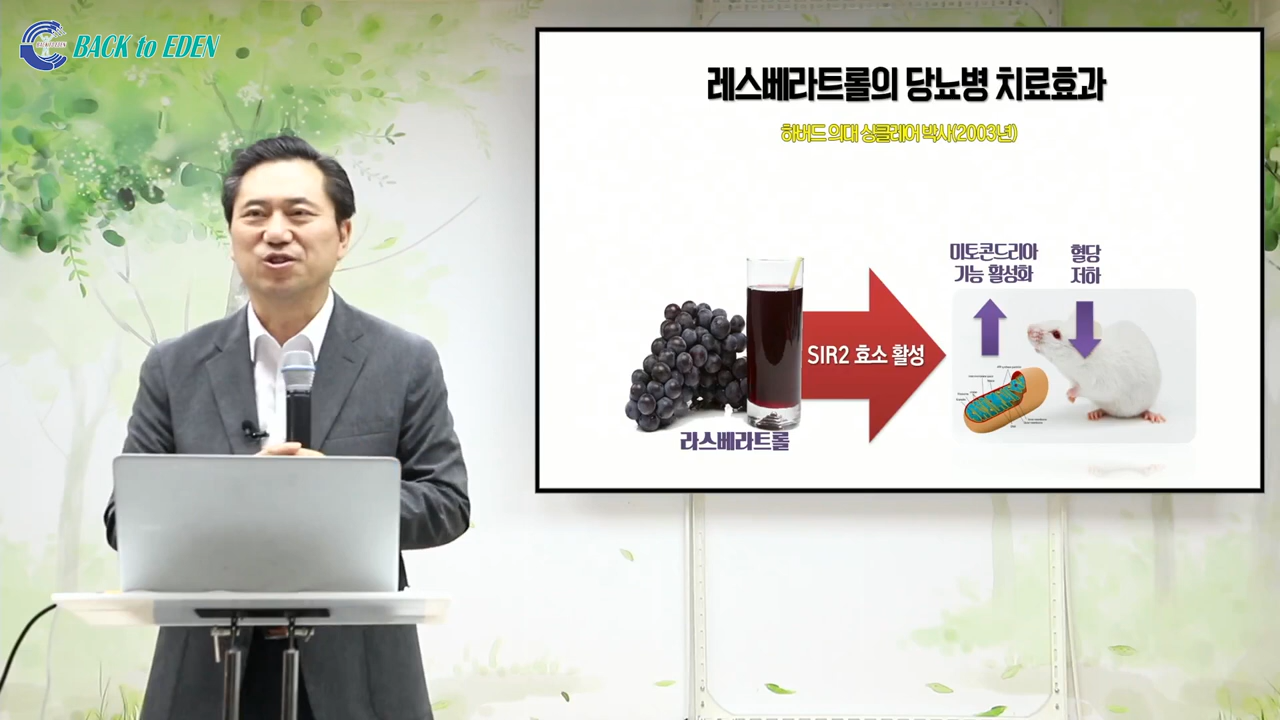 BACK to EDEN
레스베라트롤의 당뇨병 치료효과
하버드 의대 싱클레어 박사(2003년)
미토콘드리아
기능 활성화
혈당
저하
SIR2 효소 활성
라스베라트롤